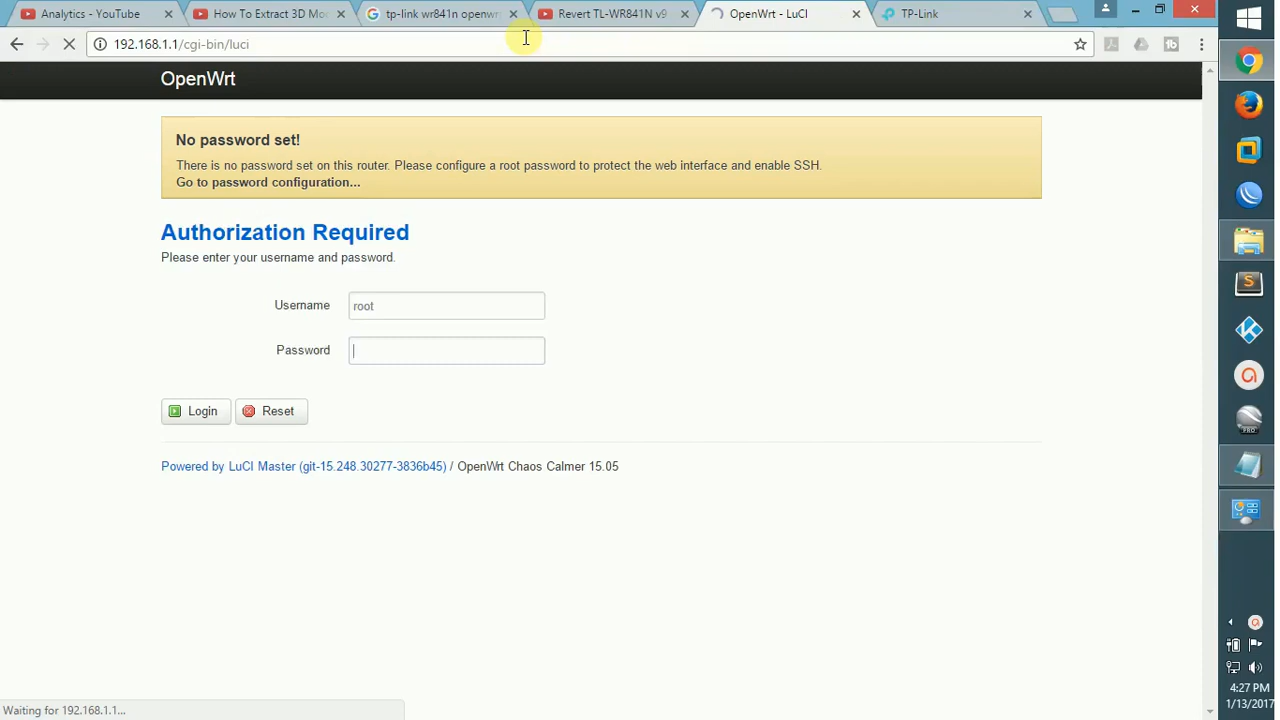 Analytics - YouTube
How To Extract 3D Mo
tp-link wr841n openwr
Revert TL-WR841N v9
OpenWrt - LuCI
TP-Link
192.168.1.1/cgi-bin/luci
OpenWrt
No password set!
There is no password set on this router. Please configure a root password to protect the web interface and enable SSH.
Go to password configuration...
Authorization Required
Please enter your username and password.
Username
root
Password
Login
Reset
Powered by LuCI Master (git-15.248.30277-3836b45) / OpenWrt Chaos Calmer 15.05
Waiting for 192.168.1.1...
4:27 PM
1/13/2017